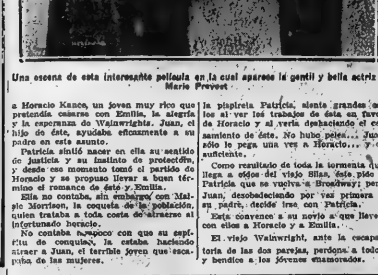 Una escena de esta interesante película en la cual aparece la gentil y bella actriz
Marie Prevost
a Horacio Kance, un joven muy rico que
pretendía casarse con Emilia, la alegría
y la esperanza de Wainwrights. Juan, el
hijo de éste, ayudaba eficazmente a su
padre en este asunto.
Patricia sintió nacer en ella su sentido
de justicia y su instinto de protectora,
y desde ese momento tomó el partido
de Horacio y se propuso llevar a buen tér-
mino el romance de éste y Emilia.
Ella no contaba, sin embargo, con Mal-
pic Morrison, la coqueta de la población,
quien trataba a toda costa de atraerse al
infortunado horacio.
No contaba tampoco con que su espí-
ritu de conquista, la estaba haciendo
atraer a Juan, el terrible joven que esca-
paba de las mujeres.
la pispireta Patricia, siente grandes
los al ver los trabajos de ésta en favor
de Horacio y al verla deshaciendo el ca-
samiento de éste. No hubo pelea... Juan
sólo le pega una vez a Horacio... y
suficiente.
Como resultado de toda la tormenta
llega a oídos del viejo Silas, éste pide
Patricia que se vuelva a Broadway; pero
Juan, desobedeciendo por vez primera
su padre, decide irse con Patricia.
Esta convence a su novio a que lleve
con ellos a Horacio y a Emilia.
El viejo Wainwright, ante la escapa-
toria de las dos parejas, perdona a todos
y bendice a los jóvenes enamorados.